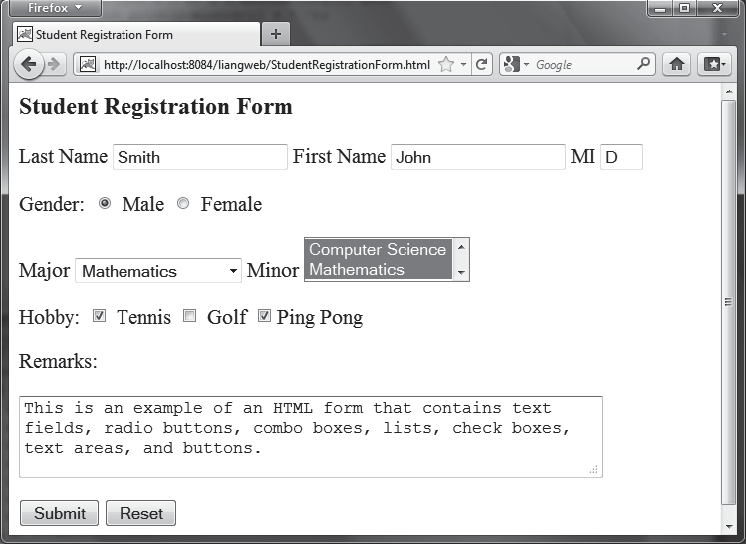 Firefox
Student Registration Form
http://localhost:8084/liangweb/StudentRegistrationForm.html
Google
Student Registration Form
Last Name Smith First Name John MI D
Gender: Male Female
Computer Science
Major Mathematics Minor Mathematics
Hobby: Tennis Golf Ping Pong
Remarks:
This is an example of an HTML form that contains text
fields, radio buttons, combo boxes, lists, check boxes,
text areas, and buttons.
Submit Reset